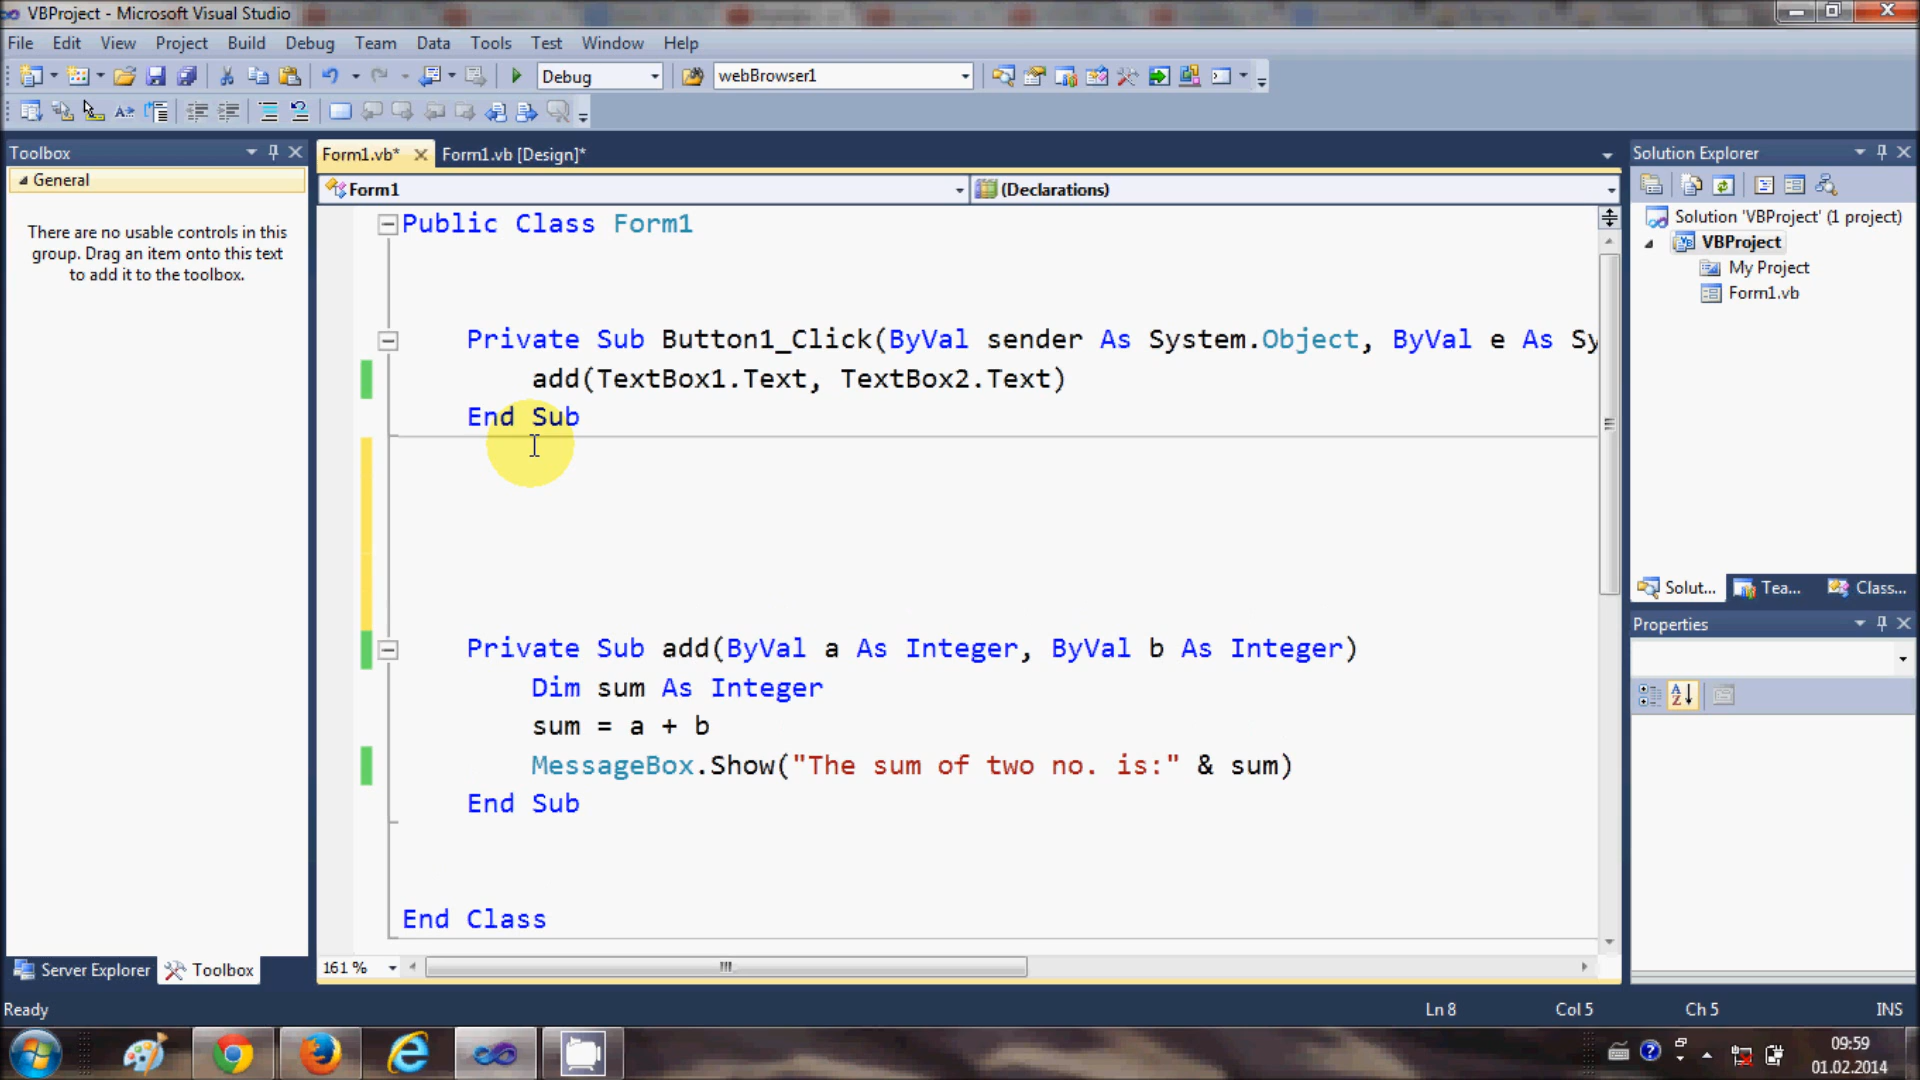 VBProject - Microsoft Visual Studio
File Edit View Project Build Debug Team Data Tools Test Window Help
Debug webBrowser1
Toolbox
General
There are no usable controls in this
group. Drag an item onto this text
to add it to the toolbox.
Server Explorer Toolbox
Form1.vb* Form1.vb [Design]*
Form1 (Declarations)
Public Class Form1
Private Sub Button1_Click(ByVal sender As System.Object, ByVal e As Sy
add(TextBox1.Text, TextBox2.Text)
End Sub
Private Sub add(ByVal a As Integer, ByVal b As Integer)
Dim sum As Integer
sum = a + b
MessageBox.Show("The sum of two no. is:" & sum)
End Sub
End Class
161 %
Solution Explorer
Solution 'VBProject' (1 project)
VBProject
My Project
Form1.vb
Solut... Tea... Class...
Properties
Ready Ln 8 Col 5 Ch 5 INS
09:59
01.02.2014